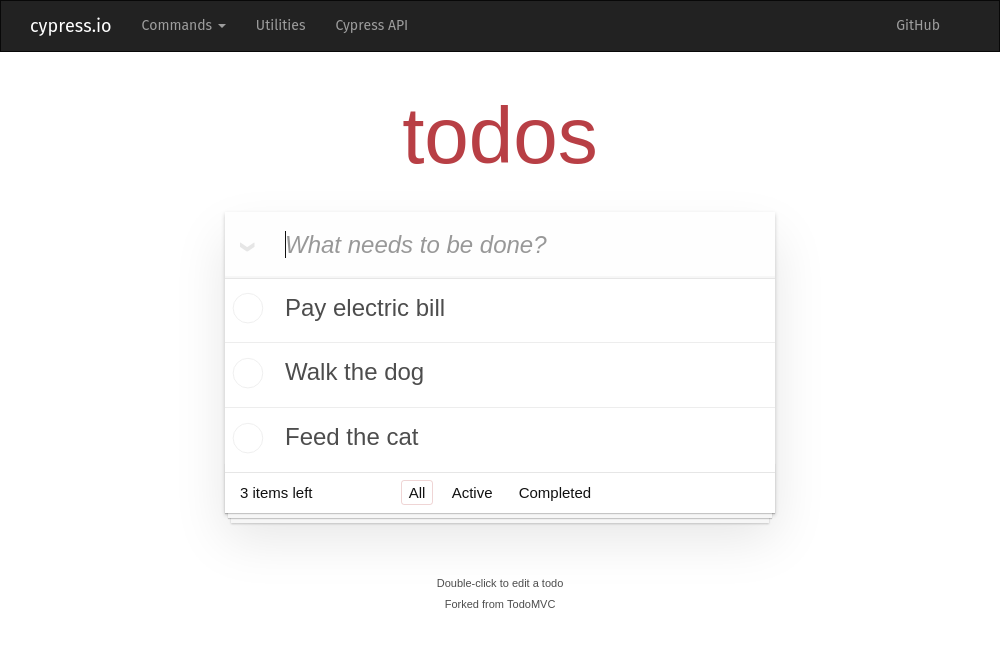 cypress.io Commands Utilities Cypress API GitHub
todos
What needs to be done?
Pay electric bill
Walk the dog
Feed the cat
3 items left All Active Completed
Double-click to edit a todo
Forked from TodoMVC